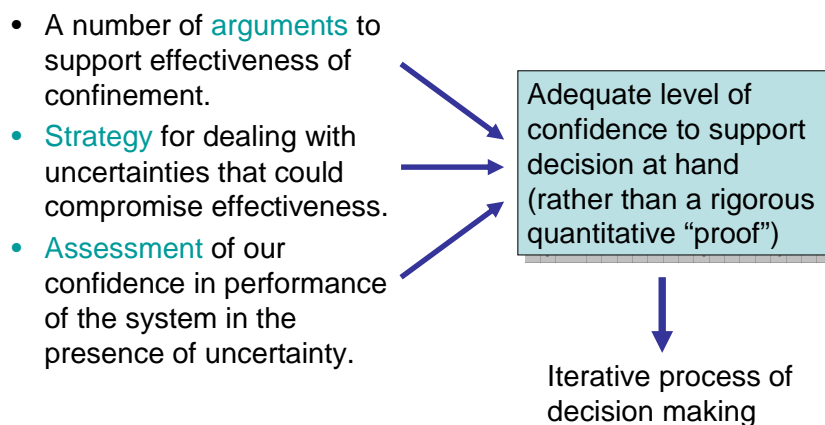 • A number of arguments to
support effectiveness of
confinement.
• Strategy for dealing with
uncertainties that could
compromise effectiveness.
• Assessment of our
confidence in performance
of the system in the
presence of uncertainty.
Adequate level of
confidence to support
decision at hand
(rather than a rigorous
quantitative “proof”)
Iterative process of
decision making